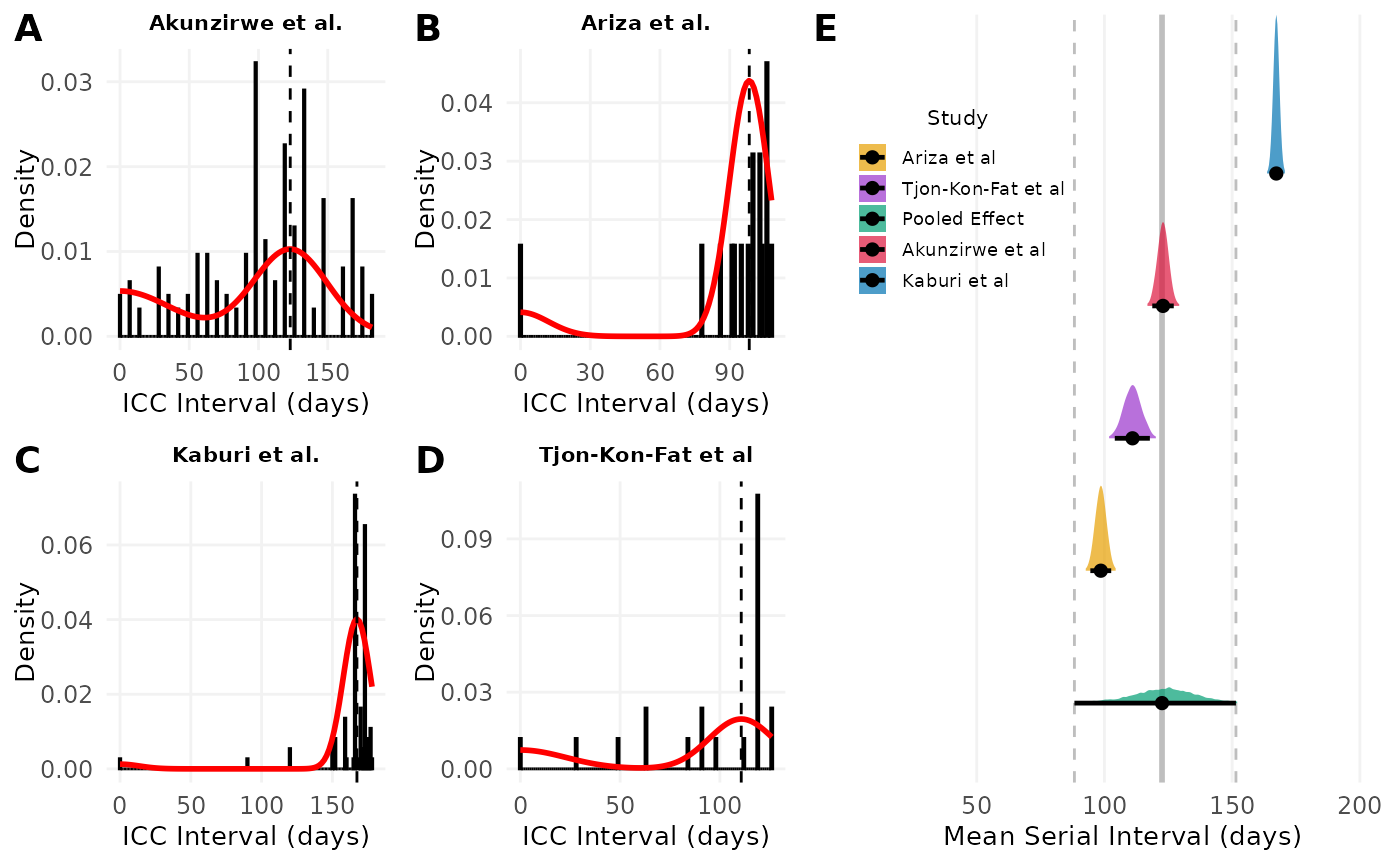 A
Akunzirwe et al.
Density
0.03
0.02
0.01
0.00
0 50 100 150
ICC Interval (days)
B
Ariza et al.
Density
0.04
0.03
0.02
0.01
0.00
0 30 60 90
ICC Interval (days)
C
Kaburi et al.
Density
0.06
0.04
0.02
0.00
0 50 100 150
ICC Interval (days)
D
Tjon-Kon-Fat et al
Density
0.09
0.06
0.03
0.00
0 50 100
ICC Interval (days)
E
Study
Ariza et al
Tjon-Kon-Fat et al
Pooled Effect
Akunzirwe et al
Kaburi et al
50 100 150 200
Mean Serial Interval (days)